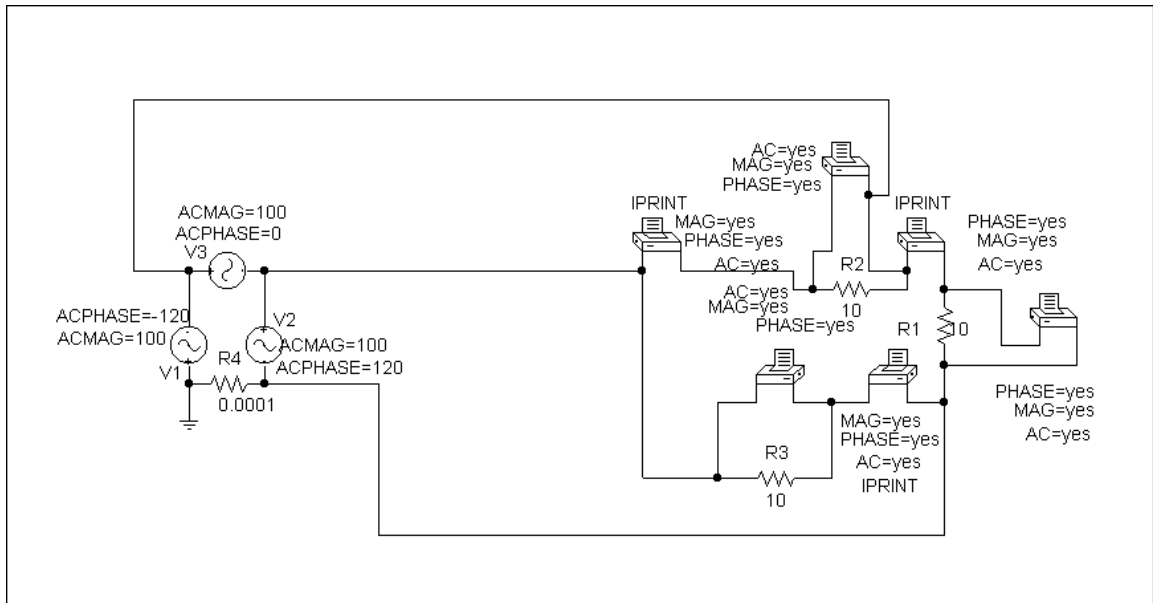 AC=yes
MAG=yes
PHASE=yes
IPRINT
IPRINT
ACMAG=100
ACPHASE=0
V3
MAG=yes
PHASE=yes
AC=yes
PHASE=yes
MAG=yes
AC=yes
R2
10
AC=yes
MAG=yes
PHASE=yes
ACPHASE=-120
ACMAG=100
V1
V2
ACMAG=100
ACPHASE=120
R4
0.0001
R1
10
PHASE=yes
MAG=yes
AC=yes
MAG=yes
PHASE=yes
AC=yes
IPRINT
R3
10